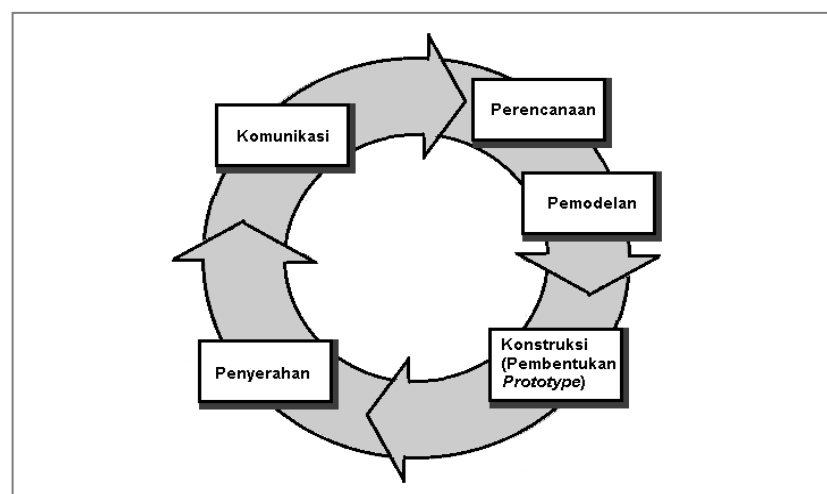 Komunikasi
Perencanaan
Pemodelan
Konstruksi
(Pembentukan
Prototype)
Penyerahan